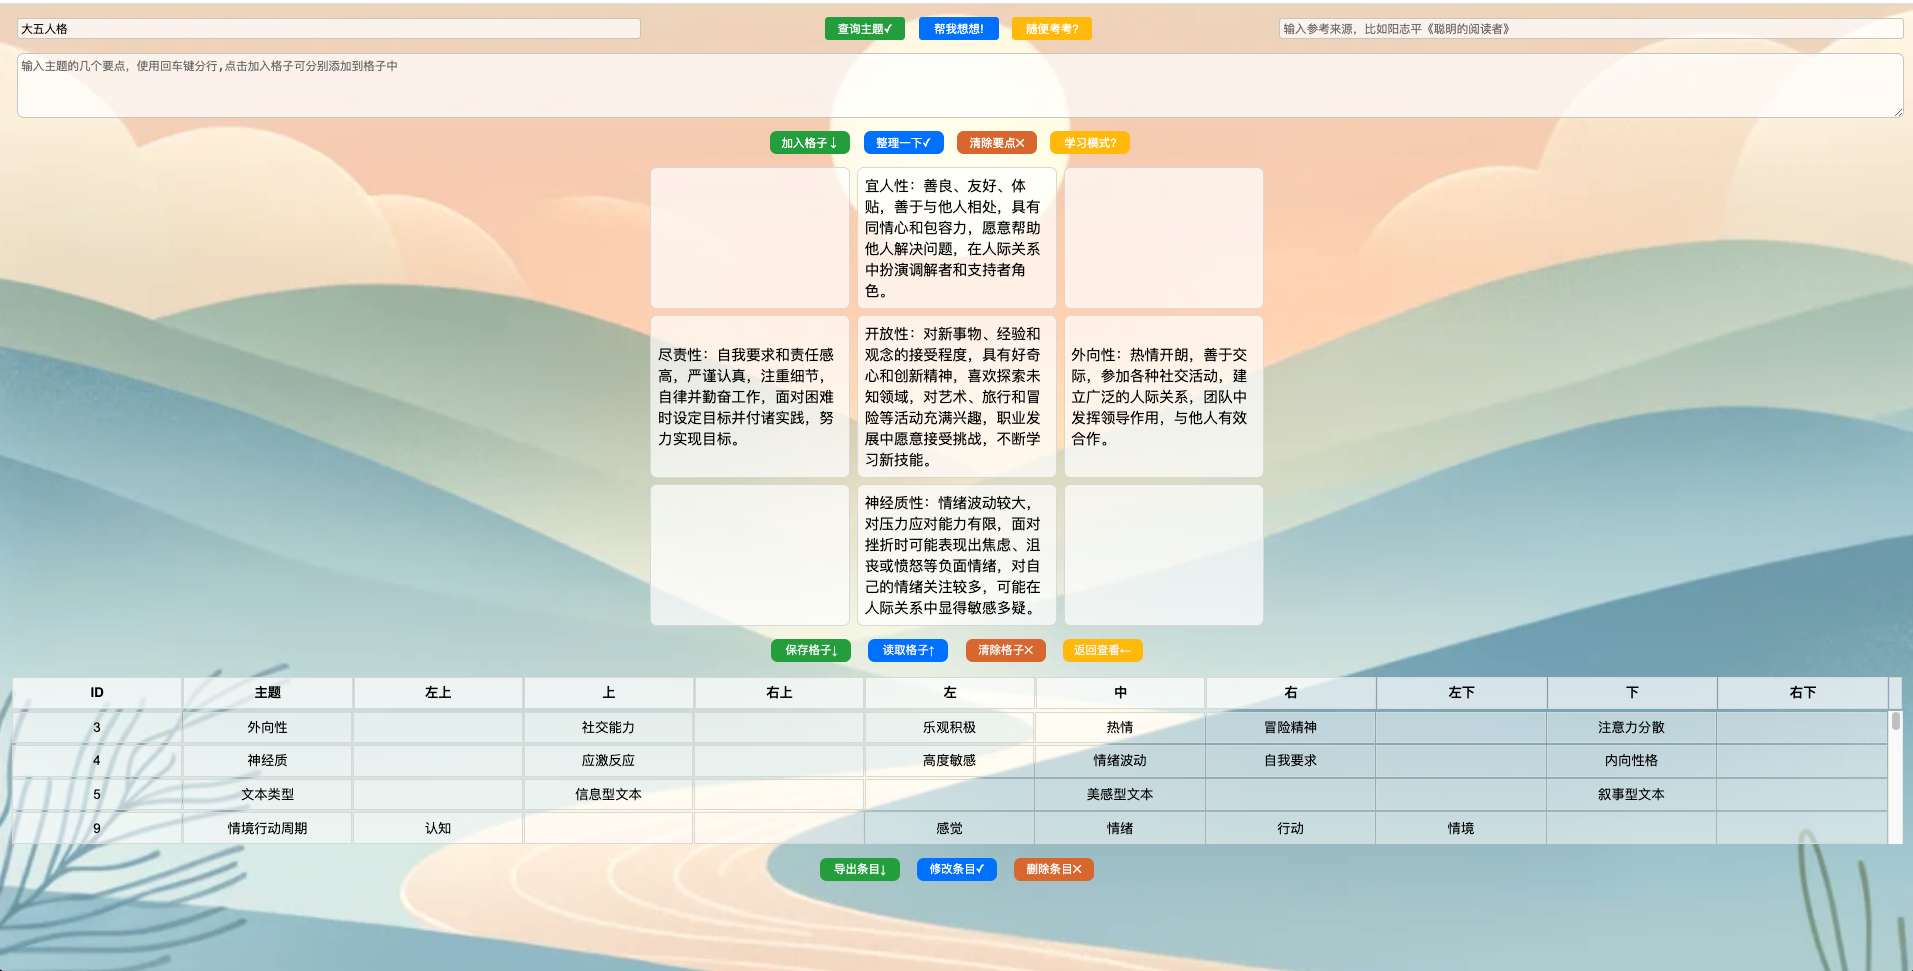 大五人格
查询主题✓
帮我想想!
随便考考?
输入参考来源，比如阳志平《聪明的阅读者》
输入主题的几个要点，使用回车键分行,点击加入格子可分别添加到格子中
加入格子↓
整理一下✓
清除要点×
学习模式?
宜人性：善良、友好、体
贴，善于与他人相处，具有
同情心和包容力，愿意帮助
他人解决问题，在人际关系
中扮演调解者和支持者角
色。
尽责性：自我要求和责任感
高，严谨认真，注重细节，
自律并勤奋工作，面对困难
时设定目标并付诸实践，努
力实现目标。
开放性：对新事物、经验和
观念的接受程度，具有好奇
心和创新精神，喜欢探索未
知领域，对艺术、旅行和冒
险等活动充满兴趣，职业发
展中愿意接受挑战，不断学
习新技能。
外向性：热情开朗，善于交
际，参加各种社交活动，建
立广泛的人际关系，团队中
发挥领导作用，与他人有效
合作。
神经质性：情绪波动较大，
对压力应对能力有限，面对
挫折时可能表现出焦虑、沮
丧或愤怒等负面情绪，对自
己的情绪关注较多，可能在
人际关系中显得敏感多疑。
保存格子↓
读取格子↑
清除格子×
返回查看←
ID 主题 左上 上 右上 左 中 右 左下 下 右下
3 外向性 社交能力 乐观积极 热情 冒险精神 注意力分散
4 神经质 应激反应 高度敏感 情绪波动 自我要求 内向性格
5 文本类型 信息型文本 美感型文本 叙事型文本
9 情境行动周期 认知 感觉 情绪 行动 情境
导出条目↓
修改条目✓
删除条目×